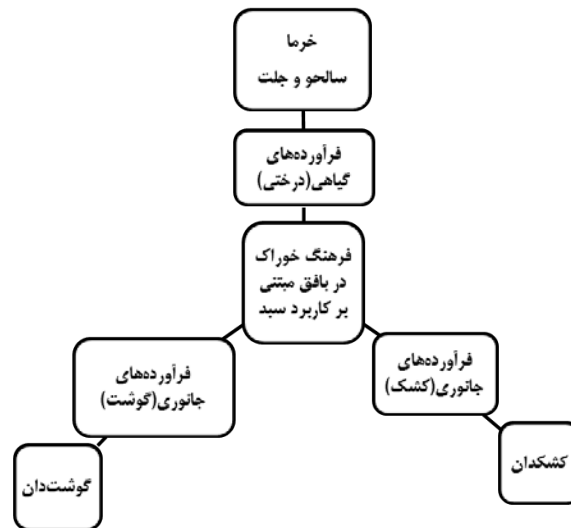 خرما
سالحو و جلت
فرآورده‌های
گیاهی(درختی)
فرهنگ خوراک
در بافق مبتنی
بر کاربرد سبد
فرآورده‌های
جانوری(کشک)
کشکدان
فرآورده‌های
جانوری(گوشت)
گوشت‌دان